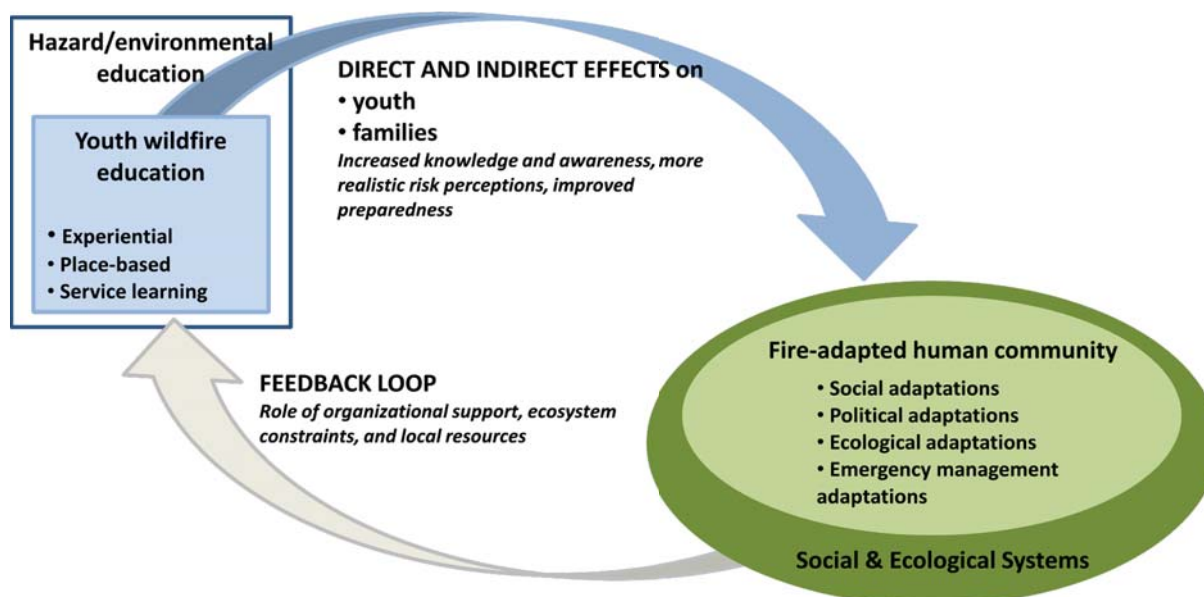 Hazard/environmental
education
Youth wildfire
education
• Experiential
• Place-based
• Service learning
DIRECT AND INDIRECT EFFECTS on
• youth
• families
Increased knowledge and awareness, more
realistic risk perceptions, improved
preparedness
Fire-adapted human community
• Social adaptations
• Political adaptations
• Ecological adaptations
• Emergency management
adaptations
Social & Ecological Systems
FEEDBACK LOOP
Role of organizational support, ecosystem
constraints, and local resources